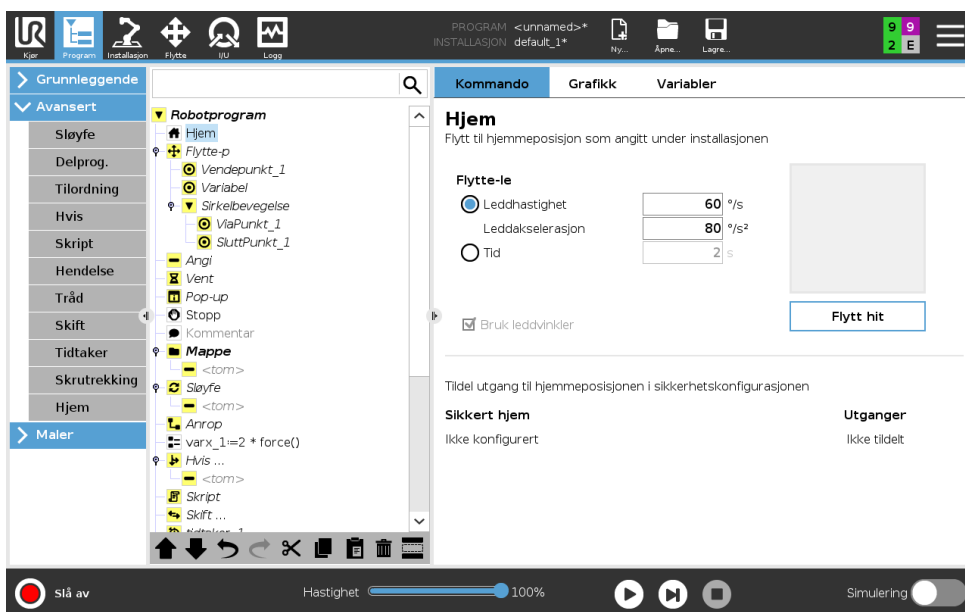 PROGRAM <unnamed>*
INSTALLASJON default_1*
Kjør
Program
Installasjon
Flytte
I/U
Logg
Ny...
Åpne...
Lagre...
9 9
2 E
Grunnleggende
Avansert
Sløyfe
Delprog.
Tilordning
Hvis
Skript
Hendelse
Tråd
Skift
Tidtaker
Skrutrekking
Hjem
Maler
Robotprogram
Hjem
Flytte-p
Vendepunkt_1
Variabel
Sirkelbevegelse
ViaPunkt_1
SluttPunkt_1
Angi
Vent
Pop-up
Stopp
Kommentar
Mappe
<tom>
Sløyfe
<tom>
Anrop
varx_1:=2 * force()
Hvis ...
<tom>
Skript
Skift ...
Kommando Grafikk Variabler
Hjem
Flytt til hjemmeposisjon som angitt under installasjonen
Flytte-le
Leddhastighet 60 °/s
Leddakselerasjon 80 °/s²
Tid 2 s
Bruk leddvinkler
Flytt hit
Tildel utgang til hjemmeposisjonen i sikkerhetskonfigurasjonen
Sikkert hjem Utganger
Ikke konfigurert Ikke tildelt
Slå av
Hastighet 100%
Simulering